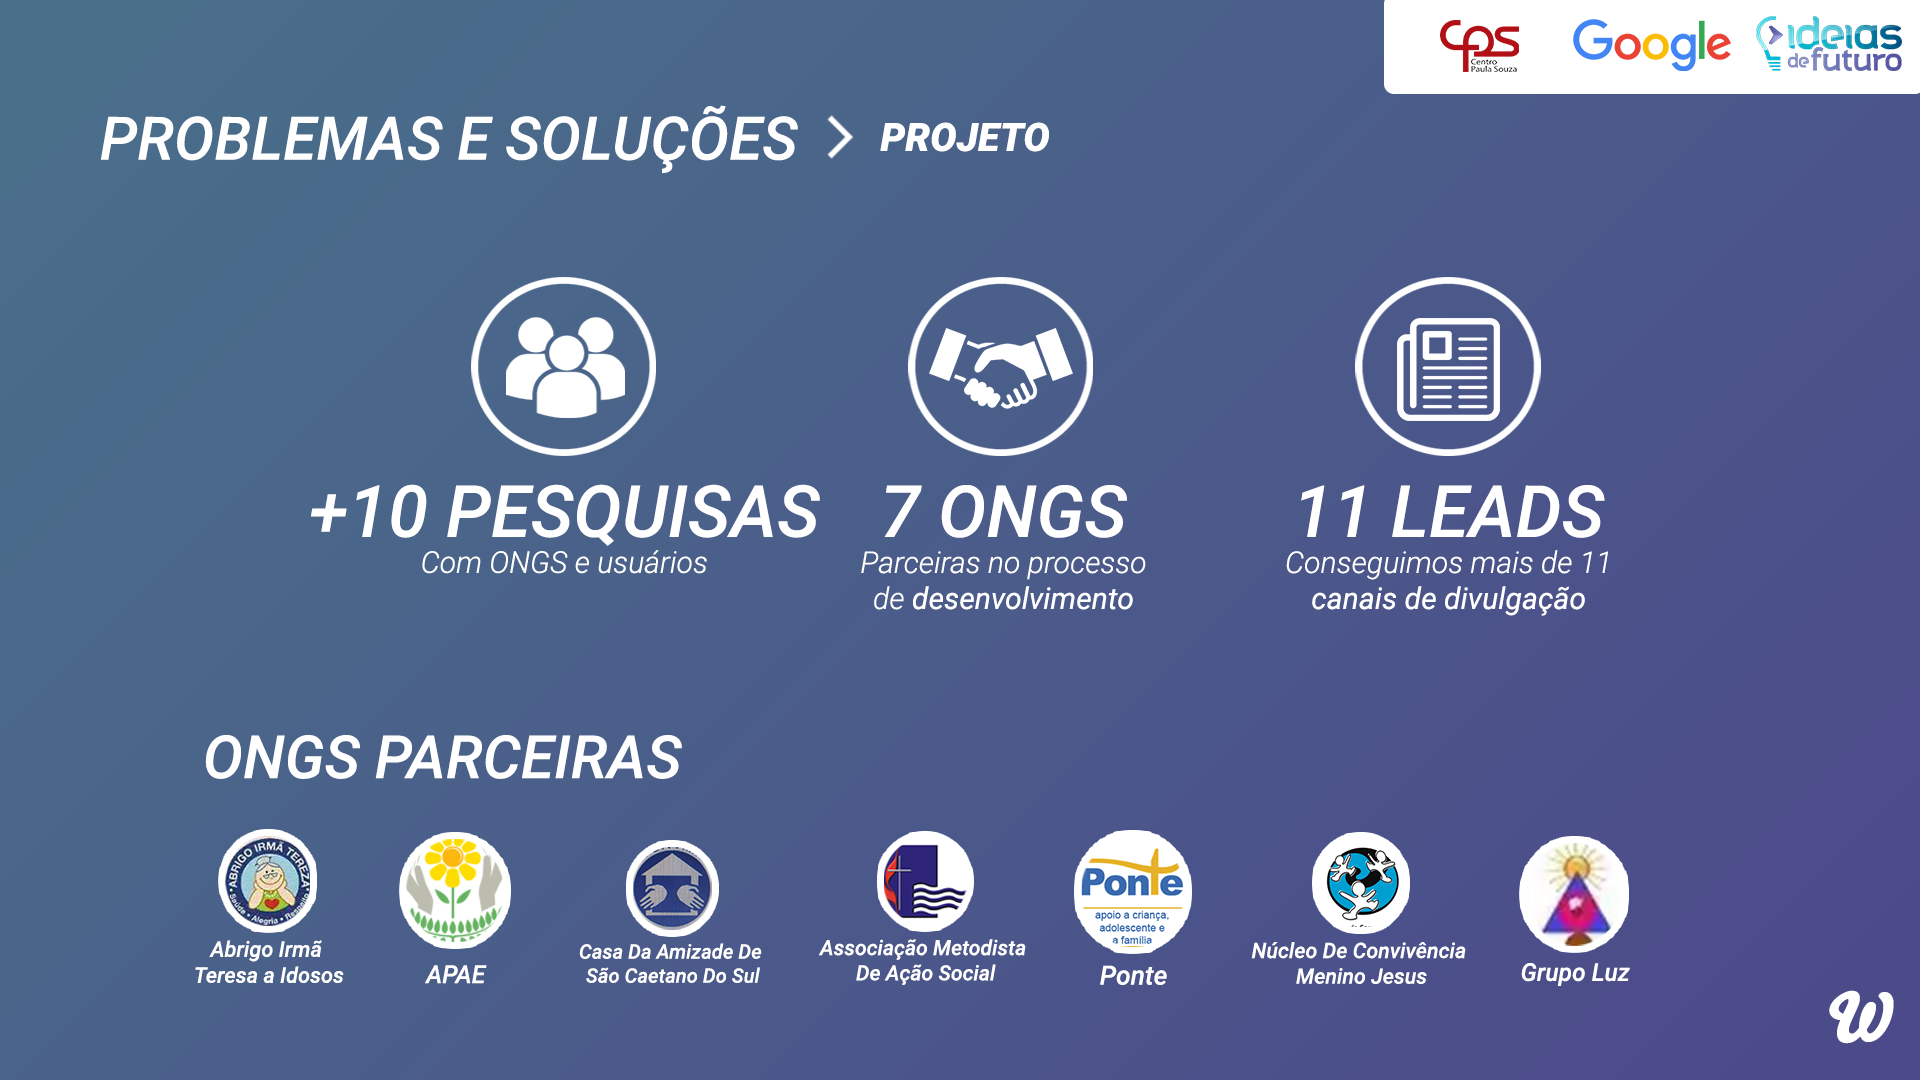 CPS
Centro
Paula Souza
Google
ideias
de futuro
PROBLEMAS E SOLUÇÕES
PROJETO
+10 PESQUISAS
Com ONGS e usuários
7 ONGS
Parceiras no processo
de desenvolvimento
11 LEADS
Conseguimos mais de 11
canais de divulgação
ONGS PARCEIRAS
ABRIGO IRMÃ TEREZA
Saúde • Alegria • Respeito
Abrigo Irmã
Teresa a Idosos
APAE
Casa Da Amizade De
São Caetano Do Sul
Associação Metodista
De Ação Social
Ponte
apoio a criança,
adolescente e
a família
Ponte
Núcleo De Convivência
Menino Jesus
Grupo Luz
W